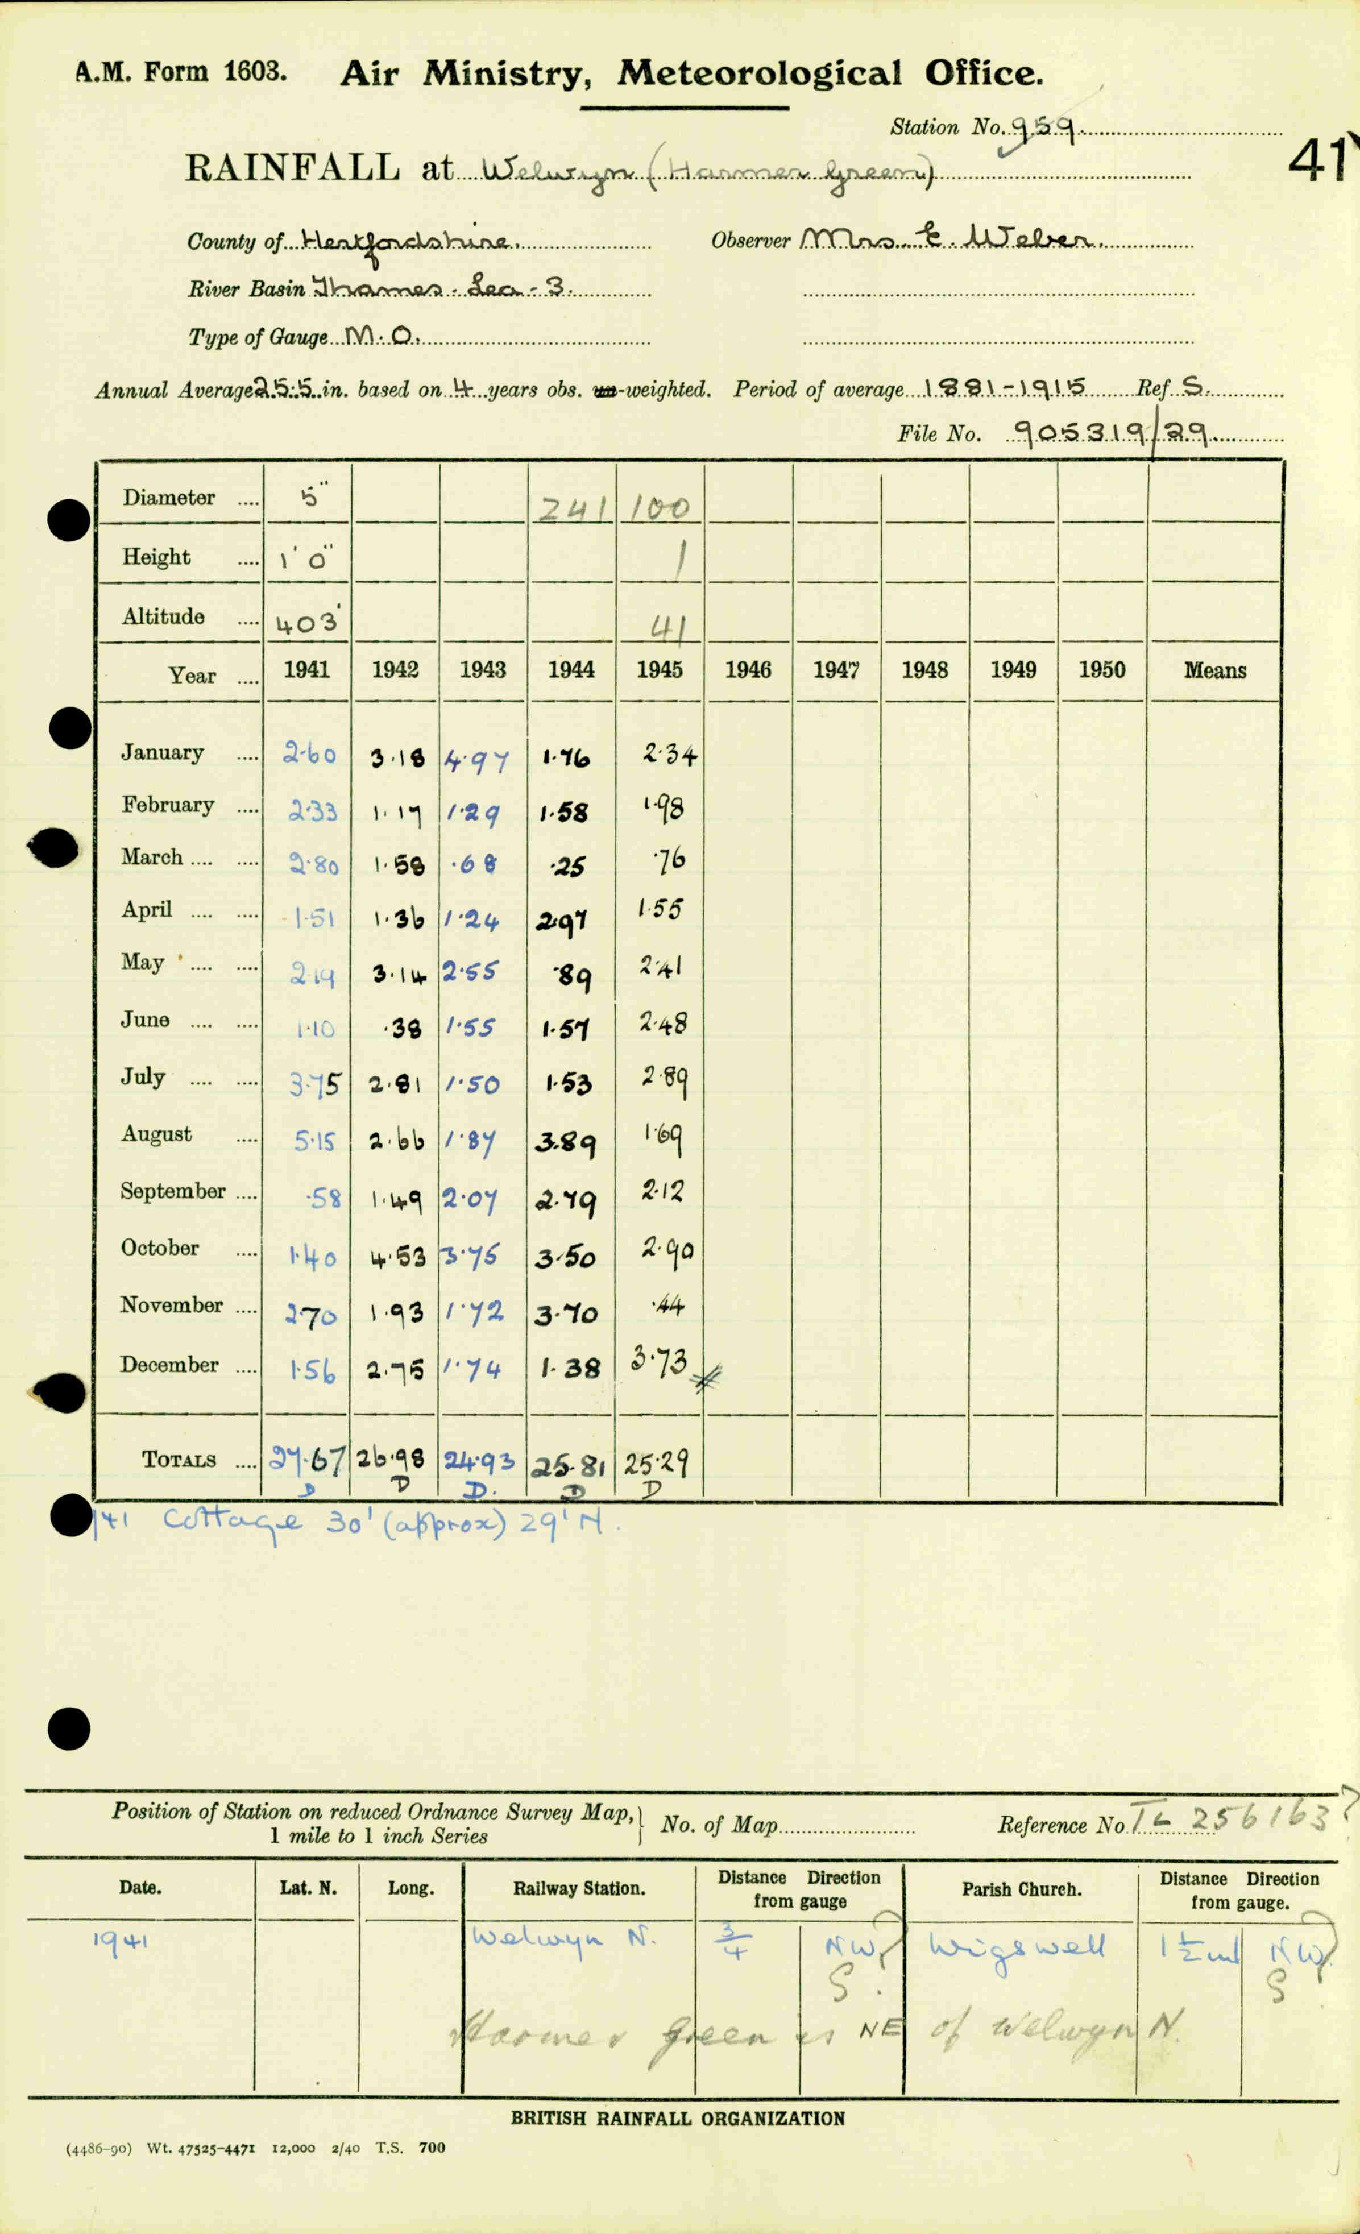 A.M. Form 1603. Air Ministry, Meteorological Office.
Station No. 959.
41
RAINFALL at Welwyn (Harmer Green)
County of Hertfordshire. Observer Mrs. E. Weber.
River Basin Thames - Lea - 3.
Type of Gauge M.O.
Annual Average 25.5 in. based on 4 years obs. un-weighted. Period of average 1881-1915 Ref S.
File No. 905319/29.
Diameter .... 5" 241 100
Height .... 1' 0" 1
Altitude .... 403' 41
Year .... 1941 1942 1943 1944 1945 1946 1947 1948 1949 1950 Means
January .... 2.60 3.18 4.97 1.76 2.34
February .... 2.33 1.17 1.29 1.58 1.98
March .... .... 2.80 1.58 .68 .25 .76
April .... .... 1.51 1.36 1.24 2.97 1.55
May .... .... 2.19 3.14 2.55 .89 2.41
June .... .... 1.10 .38 1.55 1.57 2.48
July .... .... 3.75 2.81 1.50 1.53 2.89
August .... 5.15 2.66 1.87 3.89 1.69
September .... .58 1.49 2.07 2.79 2.12
October .... 1.40 4.53 3.75 3.50 2.90
November .... 2.70 1.93 1.72 3.70 .44
December .... 1.56 2.75 1.74 1.38 3.73
TOTALS .... 27.67 26.98 24.93 25.81 25.29
D D D. D D
/41 Cottage 30' (approx) 29' N.
Position of Station on reduced Ordnance Survey Map, 1 mile to 1 inch Series } No. of Map Reference No TL 256163?
Date. Lat. N. Long. Railway Station. Distance Direction from gauge Parish Church. Distance Direction from gauge.
1941 Welwyn N. 3/4 NW? Wigswell 1 1/2 ml NW?
S? S
Harmer Green is NE of Welwyn N.
BRITISH RAINFALL ORGANIZATION
(4486-90) Wt. 47525-4471 12,000 2/40 T.S. 700